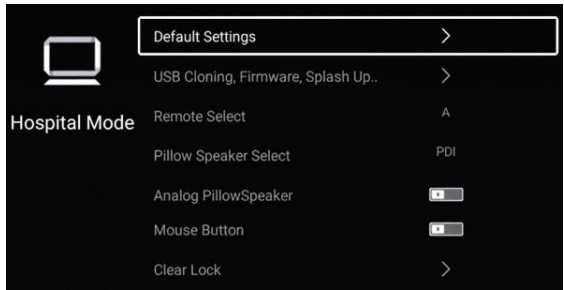 Hospital Mode
Default Settings
USB Cloning, Firmware, Splash Up..
Remote Select A
Pillow Speaker Select PDI
Analog PillowSpeaker
Mouse Button
Clear Lock